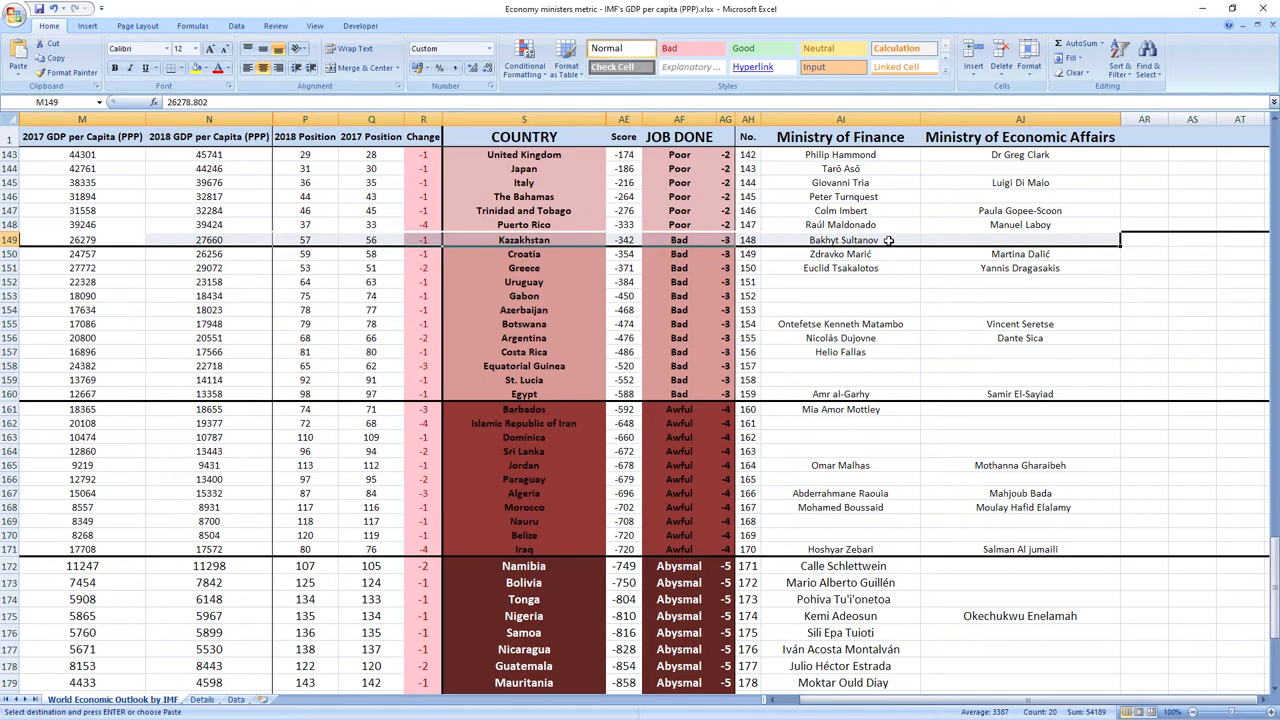 Economy ministers metric - IMF's GDP per capita (PPP).xlsx - Microsoft Excel
Home Insert Page Layout Formulas Data Review View Developer
Cut Calibri 12 Wrap Text Custom Normal Bad Good Neutral Calculation AutoSum
Copy Fill
Paste Format Painter Merge & Center Conditional Formatting Format as Table Check Cell Explanatory ... Hyperlink Input Linked Cell Insert Delete Format Clear Sort & Filter Find & Select
Clipboard Font Alignment Number Styles Cells Editing
M149 26278.802
M N P Q R S AE AF AG AH AI AJ AR AS AT
1 2017 GDP per Capita (PPP) 2018 GDP per Capita (PPP) 2018 Position 2017 Position Change COUNTRY Score JOB DONE No. Ministry of Finance Ministry of Economic Affairs
143 44301 45741 29 28 -1 United Kingdom -174 Poor -2 142 Philip Hammond Dr Greg Clark
144 42761 44246 31 30 -1 Japan -186 Poor -2 143 Tarō Asō
145 38335 39676 36 35 -1 Italy -216 Poor -2 144 Giovanni Tria Luigi Di Maio
146 31894 32817 44 43 -1 The Bahamas -264 Poor -2 145 Peter Turnquest
147 31558 32284 46 45 -1 Trinidad and Tobago -276 Poor -2 146 Colm Imbert Paula Gopee-Scoon
148 39246 39424 37 33 -4 Puerto Rico -333 Poor -2 147 Raúl Maldonado Manuel Laboy
149 26279 27660 57 56 -1 Kazakhstan -342 Bad -3 148 Bakhyt Sultanov
150 24757 26256 59 58 -1 Croatia -354 Bad -3 149 Zdravko Marić Martina Dalić
151 27772 29072 53 51 -2 Greece -371 Bad -3 150 Euclid Tsakalotos Yannis Dragasakis
152 22328 23158 64 63 -1 Uruguay -384 Bad -3 151
153 18090 18434 75 74 -1 Gabon -450 Bad -3 152
154 17634 18023 78 77 -1 Azerbaijan -468 Bad -3 153
155 17086 17948 79 78 -1 Botswana -474 Bad -3 154 Ontefetse Kenneth Matambo Vincent Seretse
156 20800 20551 68 66 -2 Argentina -476 Bad -3 155 Nicolás Dujovne Dante Sica
157 16896 17566 81 80 -1 Costa Rica -486 Bad -3 156 Helio Fallas
158 24382 22718 65 62 -3 Equatorial Guinea -520 Bad -3 157
159 13769 14114 92 91 -1 St. Lucia -552 Bad -3 158
160 12667 13358 98 97 -1 Egypt -588 Bad -3 159 Amr al-Garhy Samir El-Sayiad
161 18365 18655 74 71 -3 Barbados -592 Awful -4 160 Mia Amor Mottley
162 20108 19377 72 68 -4 Islamic Republic of Iran -648 Awful -4 161
163 10474 10787 110 109 -1 Dominica -660 Awful -4 162
164 12860 13443 96 94 -2 Sri Lanka -672 Awful -4 163
165 9219 9431 113 112 -1 Jordan -678 Awful -4 164 Omar Malhas Mothanna Gharaibeh
166 12792 13400 97 95 -2 Paraguay -679 Awful -4 165
167 15064 15332 87 84 -3 Algeria -696 Awful -4 166 Abderrahmane Raouia Mahjoub Bada
168 8557 8931 117 116 -1 Morocco -702 Awful -4 167 Mohamed Boussaid Moulay Hafid Elalamy
169 8349 8700 118 117 -1 Nauru -708 Awful -4 168
170 8268 8504 120 119 -1 Belize -720 Awful -4 169
171 17708 17572 80 76 -4 Iraq -720 Awful -4 170 Hoshyar Zebari Salman Al jumaili
172 11247 11298 107 105 -2 Namibia -749 Abysmal -5 171 Calle Schlettwein
173 7454 7842 125 124 -1 Bolivia -750 Abysmal -5 172 Mario Alberto Guillén
174 5908 6148 134 133 -1 Tonga -804 Abysmal -5 173 Pohiva Tu'i'onetoa
175 5865 5967 136 135 -1 Nigeria -810 Abysmal -5 174 Kemi Adeosun Okechukwu Enelamah
176 5760 5899 137 136 -1 Samoa -816 Abysmal -5 175 Sili Epa Tuioti
177 5671 5530 138 137 -1 Nicaragua -828 Abysmal -5 176 Iván Acosta Montalván
178 8153 8443 122 120 -2 Guatemala -854 Abysmal -5 177 Julio Héctor Estrada
179 4433 4598 143 142 -1 Mauritania -858 Abysmal -5 178 Moktar Ould Diay
World Economic Outlook by IMF Details Data
Select destination and press ENTER or choose Paste Average: 3387 Count: 20 Sum: 54189 100%